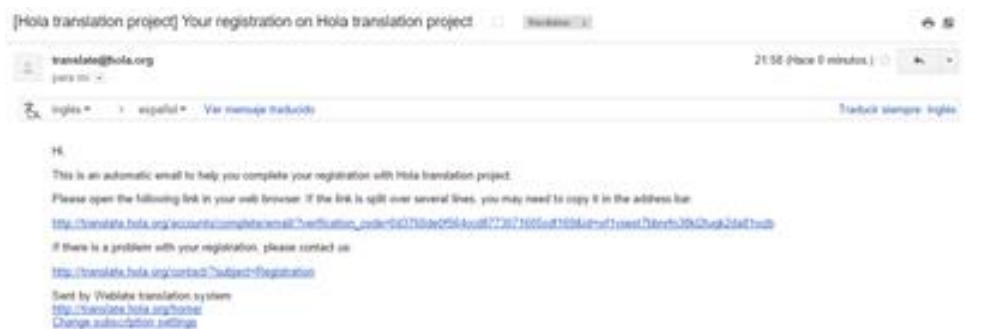 [Hola translation project] Your registration on Hola translation project
translate@hola.org
21:58 (Hace 0 minutos)
para mí
inglés > español Ver mensaje traducido
Traducir siempre: inglés
Hi,
This is an automatic email to help you complete your registration with Hola translation project.
Please open the following link in your web browser. If the link is split over several lines, you may need to copy it in the address bar:
If there is a problem with your registration, please contact us:
http://translate.hola.org/contact/?subject=Registration
Sent by Weblate translation system
http://translate.hola.org/home/
Change subscription settings